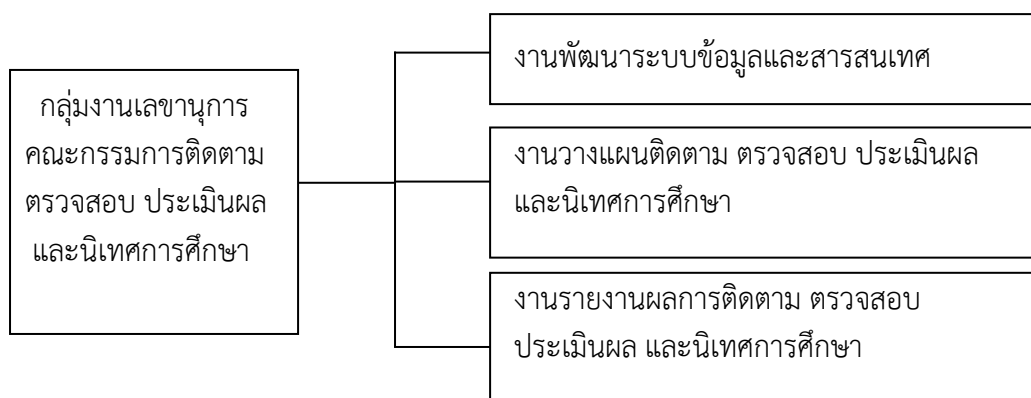 กลุ่มงานเลขานุการ
คณะกรรมการติดตาม
ตรวจสอบ ประเมินผล
และนิเทศการศึกษา
งานพัฒนาระบบข้อมูลและสารสนเทศ
งานวางแผนติดตาม ตรวจสอบ ประเมินผล
และนิเทศการศึกษา
งานรายงานผลการติดตาม ตรวจสอบ
ประเมินผล และนิเทศการศึกษา